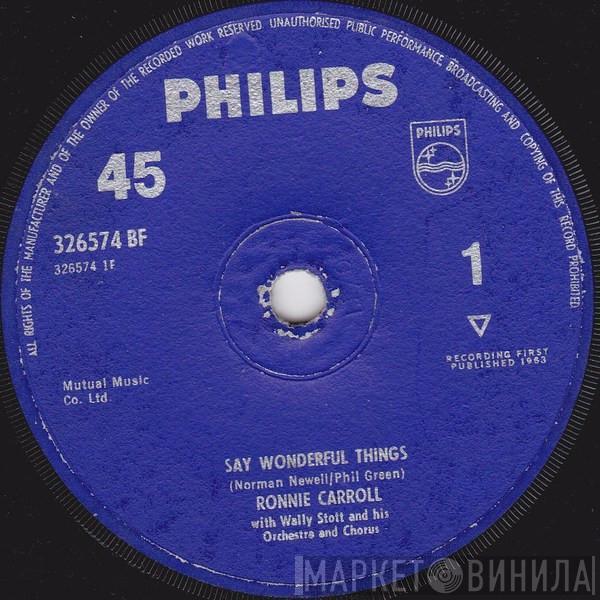 ALL RIGHTS OF THE MANUFACTURER AND OF THE OWNER OF THE RECORDED WORK RESERVED UNAUTHORISED PUBLIC PERFORMANCE BROADCASTING AND COPYING OF THIS RECORD PROHIBITED
PHILIPS
45
PHILIPS
326574 BF
326574 1F
1
RECORDING FIRST
PUBLISHED 1963
Mutual Music
Co. Ltd.
SAY WONDERFUL THINGS
(Norman Newell/Phil Green)
RONNIE CARROLL
with Wally Stott and his
Orchestra and Chorus
МАРКЕТ ВИНИЛА